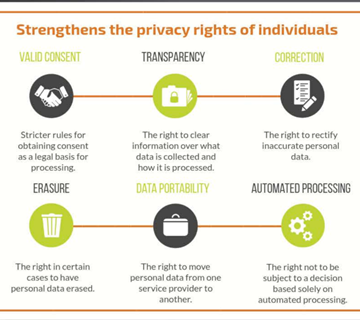 Strengthens the privacy rights of individuals
VALID CONSENT
TRANSPARENCY
CORRECTION
Stricter rules for
obtaining consent
as a legal basis for
processing.
The right to clear
information over what
data is collected and
how it is processed.
The right to rectify
inaccurate personal
data.
ERASURE
DATA PORTABILITY
AUTOMATED PROCESSING
The right in certain
cases to have
personal data erased.
The right to move
personal data from one
service provider to
another.
The right not to be
subject to a decision
based solely on
automated processing.